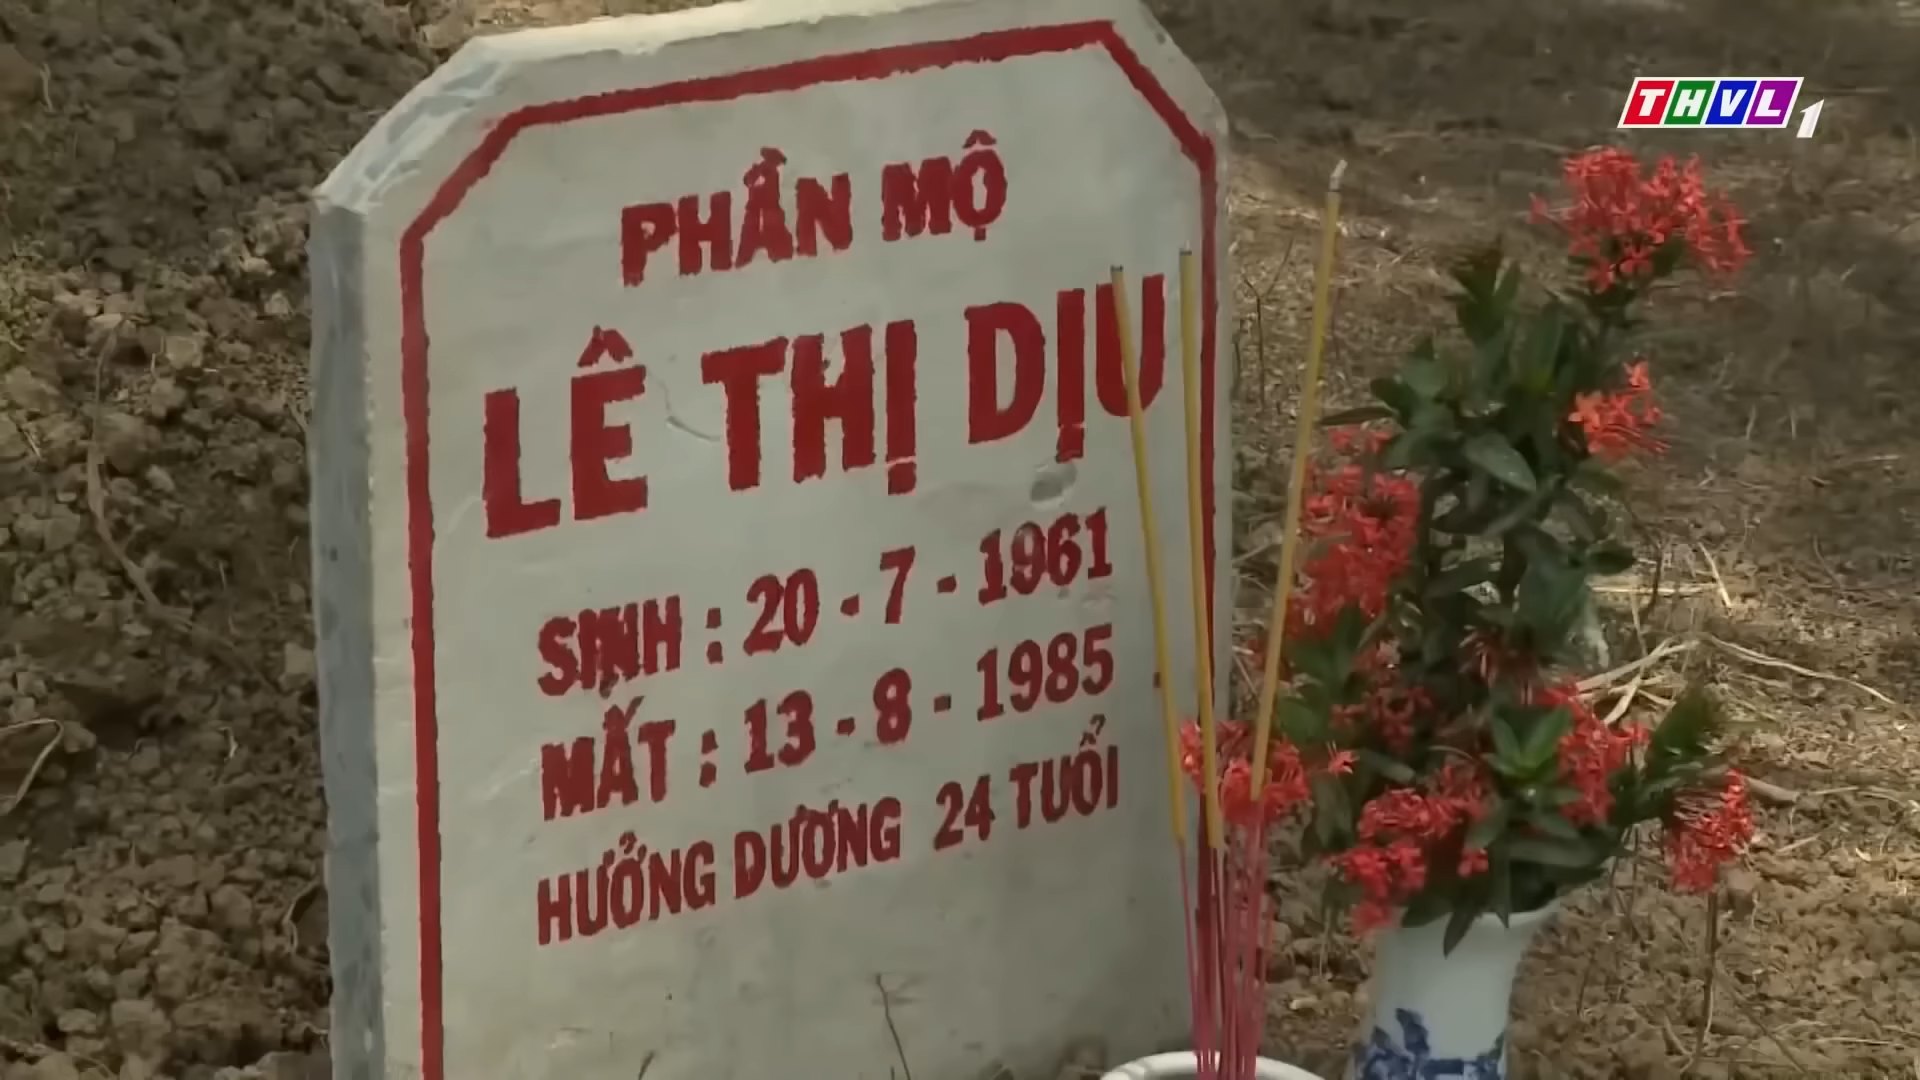 THVL1
PHẦN MỘ
LÊ THỊ DỊU
SINH : 20 - 7 - 1961
MẤT : 13 - 8 - 1985
HƯỞNG DƯƠNG 24 TUỔI